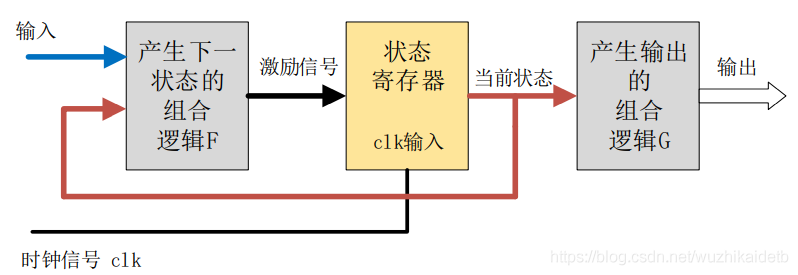 输入
产生下一
状态的
组合
逻辑F
激励信号
状态
寄存器
clk输入
当前状态
产生输出
的
组合
逻辑G
输出
时钟信号 clk
https://blog.csdn.net/wuzhikaidetb